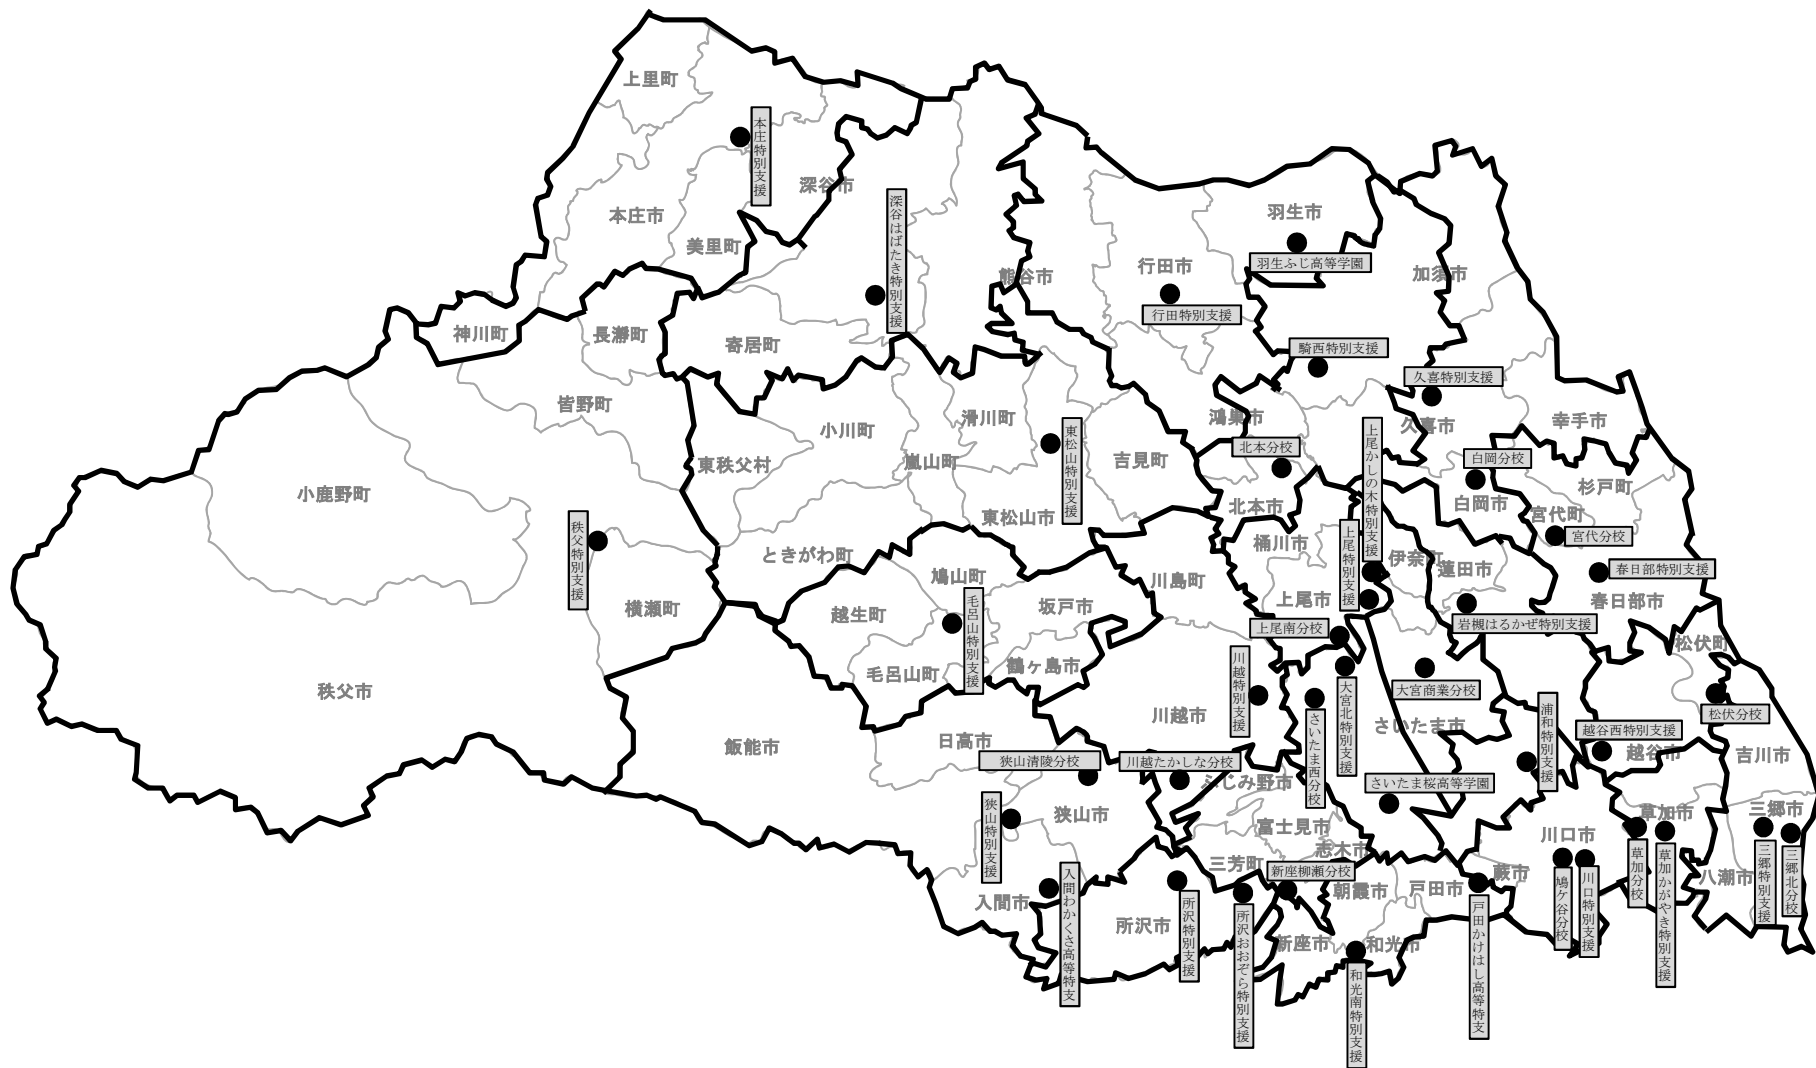 上里町
本庄特別支援
深谷市
本庄市
美里町
深谷はばたき特別支援
熊谷市
行田市
羽生市
羽生ふじ高等学園
加須市
行田特別支援
神川町
長瀞町
寄居町
騎西特別支援
久喜特別支援
皆野町
小川町
滑川町
嵐山町
東松山特別支援
吉見町
鴻巣市
北本分校
上尾かしの木特別支援
久喜市
幸手市
白岡分校
東秩父村
小鹿野町
秩父特別支援
東松山市
北本市
白岡市
杉戸町
宮代町
宮代分校
ときがわ町
桶川市
上尾特別支援
伊奈町
蓮田市
春日部特別支援
春日部市
横瀬町
越生町
鳩山町
毛呂山特別支援
坂戸市
川島町
上尾市
上尾南分校
岩槻はるかぜ特別支援
松伏町
秩父市
毛呂山町
鶴ヶ島市
川越特別支援
大宮北特別支援
大宮商業分校
さいたま西分校
さいたま市
浦和特別支援
松伏分校
越谷西特別支援
越谷市
吉川市
飯能市
日高市
川越市
狭山清陵分校
川越たかしな分校
ふじみ野市
さいたま桜高等学園
狭山特別支援
狭山市
富士見市
志木市
川口市
草加市
三郷市
三芳町
新座柳瀬分校
朝霞市
戸田市
蕨市
鳩ケ谷分校
川口特別支援
草加分校
草加かがやき特別支援
八潮市
三郷特別支援
三郷北分校
入間市
入間わかくさ高等特支
所沢市
所沢特別支援
所沢おおぞら特別支援
新座市
和光市
和光南特別支援
戸田かけはし高等特支